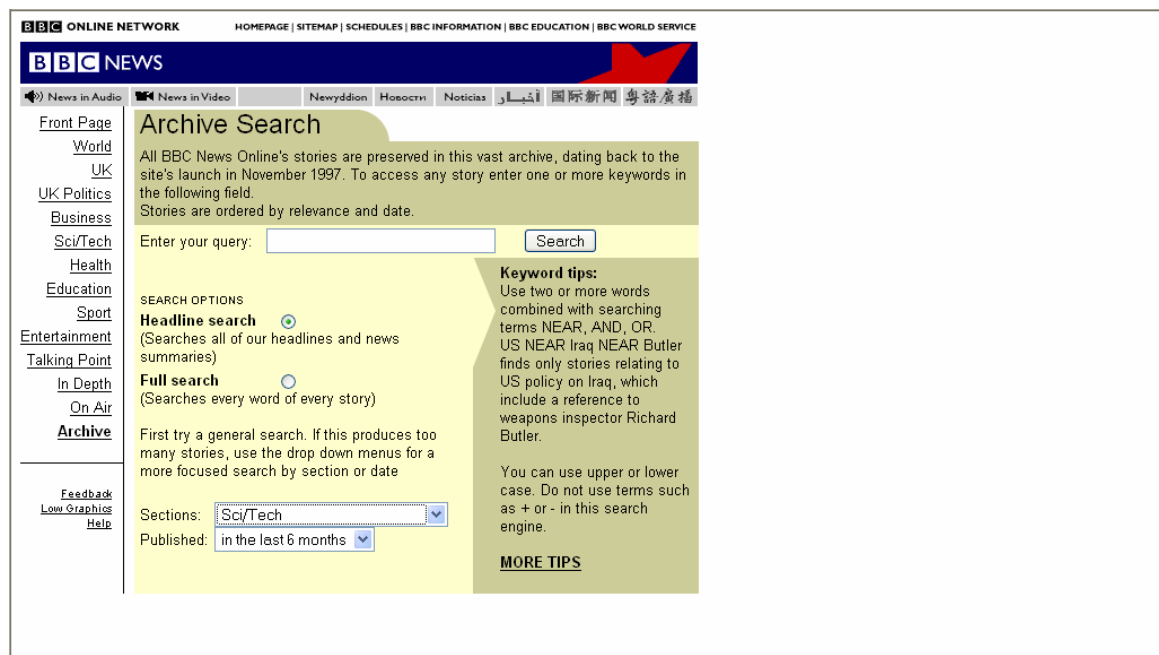 BBC ONLINE NETWORK HOMEPAGE | SITEMAP | SCHEDULES | BBC INFORMATION | BBC EDUCATION | BBC WORLD SERVICE
BBC NEWS
News in Audio News in Video Newyddion Новости Noticias أخبار 国际新闻 粤語廣播
Front Page
World
UK
UK Politics
Business
Sci/Tech
Health
Education
Sport
Entertainment
Talking Point
In Depth
On Air
Archive
Feedback
Low Graphics
Help
Archive Search
All BBC News Online's stories are preserved in this vast archive, dating back to the
site's launch in November 1997. To access any story enter one or more keywords in
the following field.
Stories are ordered by relevance and date.
Enter your query: Search
SEARCH OPTIONS
Headline search
(Searches all of our headlines and news
summaries)
Full search
(Searches every word of every story)
First try a general search. If this produces too
many stories, use the drop down menus for a
more focused search by section or date
Sections: Sci/Tech
Published: in the last 6 months
Keyword tips:
Use two or more words
combined with searching
terms NEAR, AND, OR.
US NEAR Iraq NEAR Butler
finds only stories relating to
US policy on Iraq, which
include a reference to
weapons inspector Richard
Butler.
You can use upper or lower
case. Do not use terms such
as + or - in this search
engine.
MORE TIPS